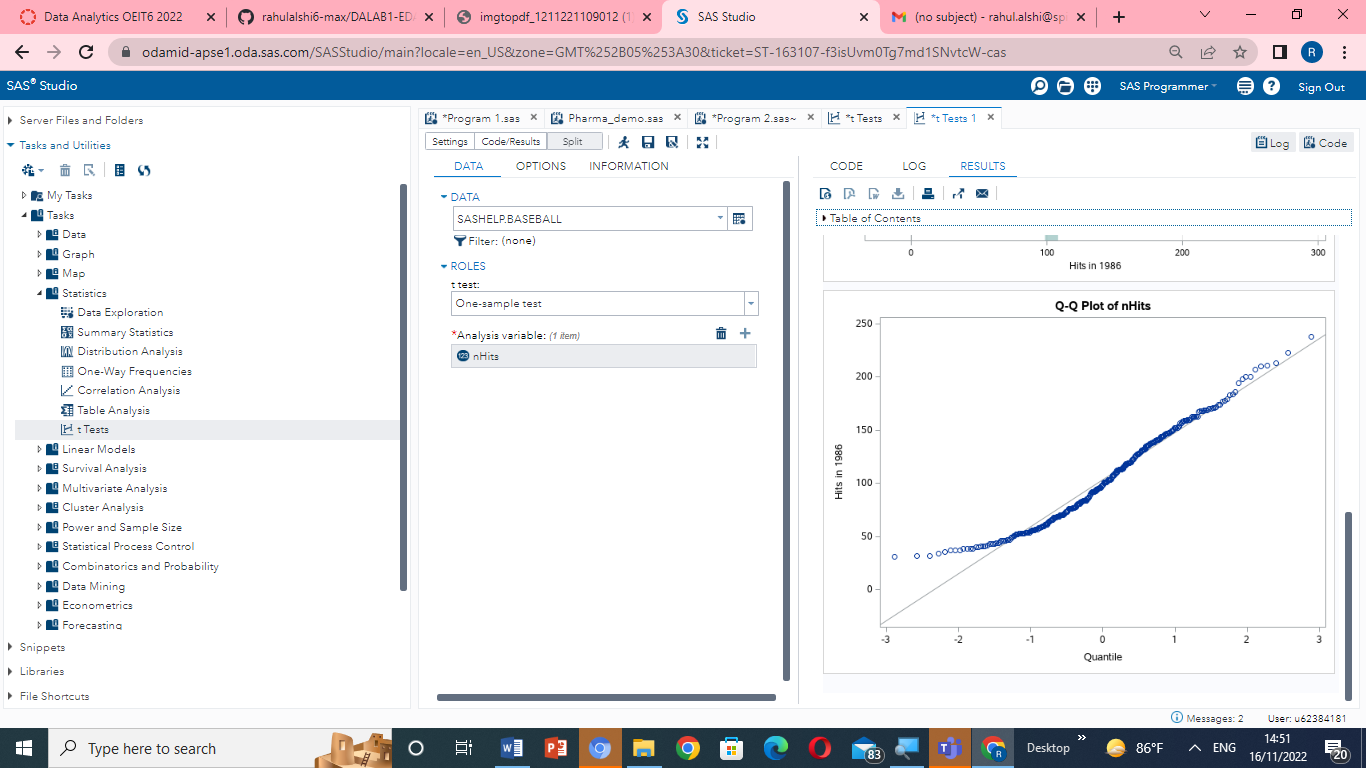 Data Analytics OEIT6 2022
rahulalshi6-max/DALAB1-EDA
imgtopdf_1211221109012 (1
SAS Studio
(no subject) - rahul.alshi@sp
odamid-apse1.oda.sas.com/SASStudio/main?locale=en_US&zone=GMT%252B05%253A30&ticket=ST-163107-f3isUvm0Tg7md1SNvtcW-cas
R
SAS® Studio
SAS Programmer
Sign Out
Server Files and Folders
Tasks and Utilities
My Tasks
Tasks
Data
Graph
Map
Statistics
Data Exploration
Summary Statistics
Distribution Analysis
One-Way Frequencies
Correlation Analysis
Table Analysis
t Tests
Linear Models
Survival Analysis
Multivariate Analysis
Cluster Analysis
Power and Sample Size
Statistical Process Control
Combinatorics and Probability
Data Mining
Econometrics
Forecasting
Snippets
Libraries
File Shortcuts
*Program 1.sas
Pharma_demo.sas
*Program 2.sas~
*t Tests
*t Tests 1
Settings
Code/Results
Split
Log
Code
DATA
OPTIONS
INFORMATION
DATA
SASHELP.BASEBALL
Filter: (none)
ROLES
t test:
One-sample test
*Analysis variable: (1 item)
123 nHits
CODE
LOG
RESULTS
Table of Contents
0 100 200 300
Hits in 1986
Q-Q Plot of nHits
250
200
150
100
50
0
Hits in 1986
-3 -2 -1 0 1 2 3
Quantile
Messages: 2
User: u62384181
Type here to search
83
R
Desktop
86°F
ENG
14:51
16/11/2022
20